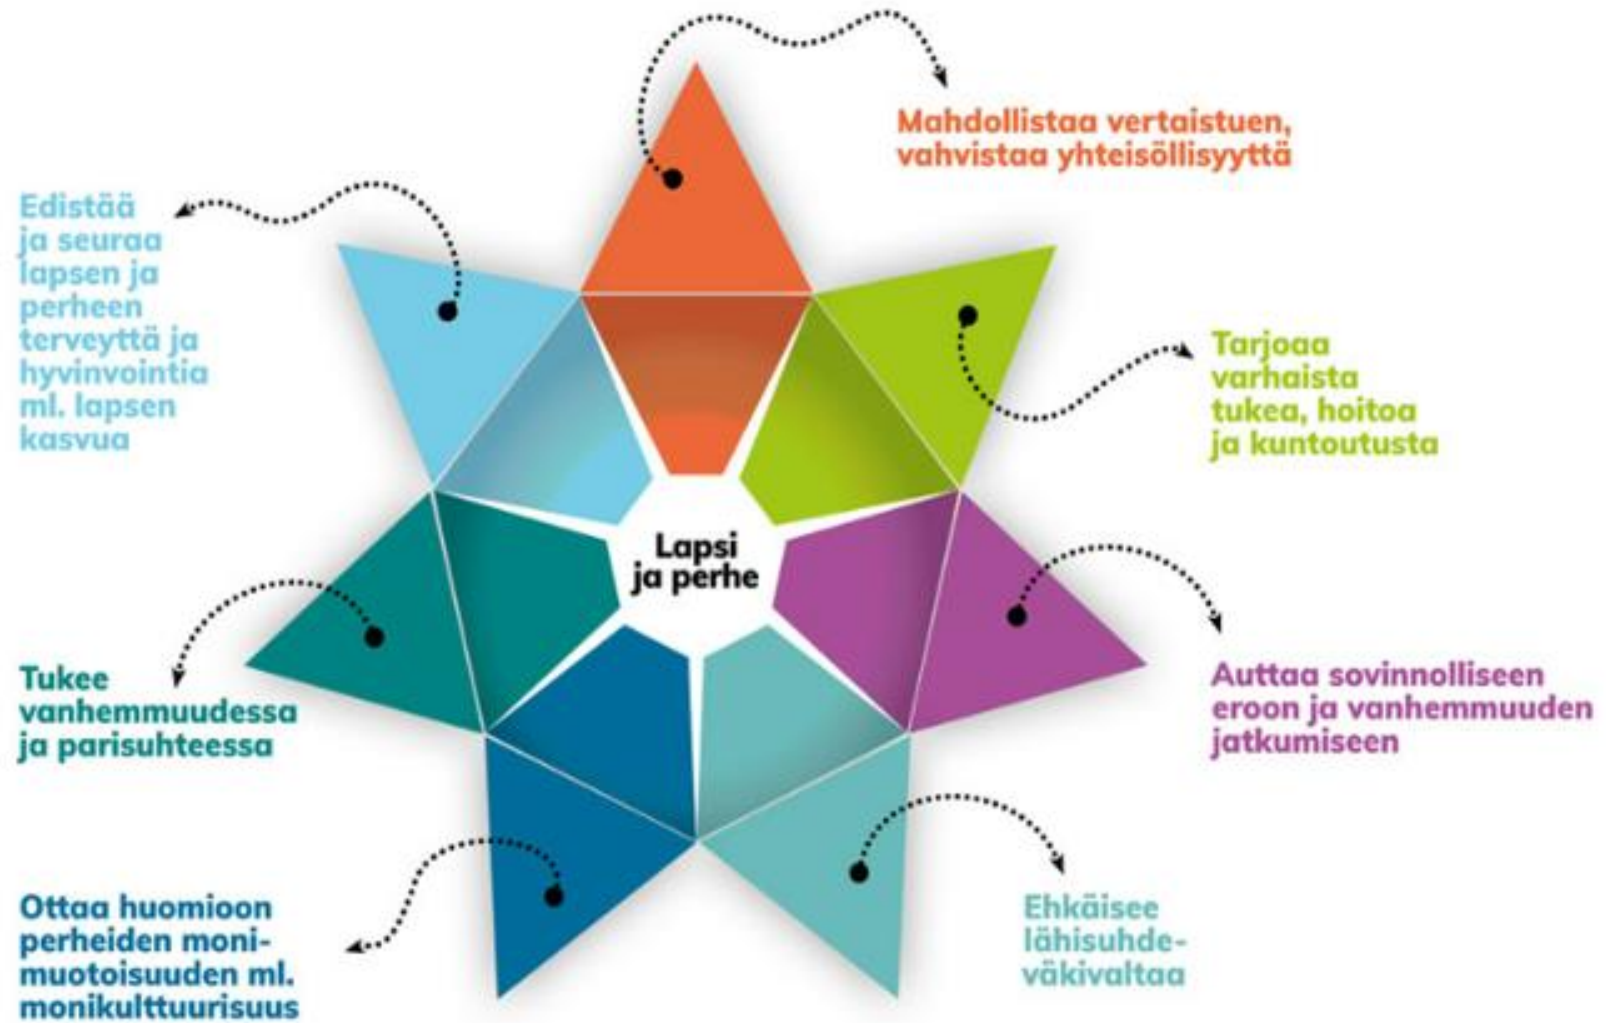 Mahdollistaa vertaistuen,
vahvistaa yhteisöllisyyttä
Edistää
ja seuraa
lapsen ja
perheen
terveyttä ja
hyvinvointia
ml. lapsen
kasvua
Tarjoaa
varhaista
tukea, hoitoa
ja kuntoutusta
Lapsi
ja perhe
Tukee
vanhemmuudessa
ja parisuhteessa
Auttaa sovinnolliseen
eroon ja vanhemmuuden
jatkumiseen
Ottaa huomioon
perheiden moni-
muotoisuuden ml.
monikulttuurisuus
Ehkäisee
lähisuhde-
väkivaltaa